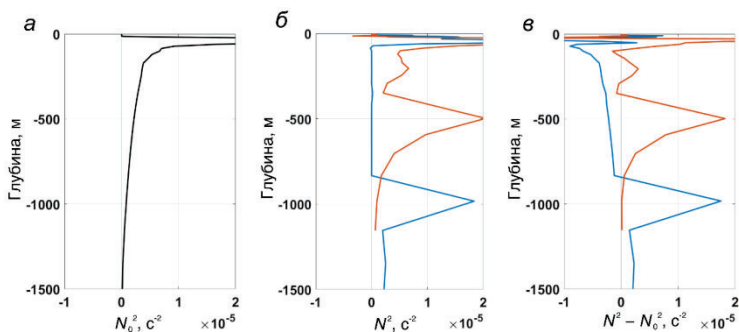 а
б
в
Глубина, м
0
-500
-1000
-1500
-1 0 1 2
N₀², с⁻² ×10⁻⁵
Глубина, м
0
-500
-1000
-1500
-1 0 1 2
N², с⁻² ×10⁻⁵
Глубина, м
0
-500
-1000
-1500
-1 0 1 2
N² – N₀², с⁻² ×10⁻⁵